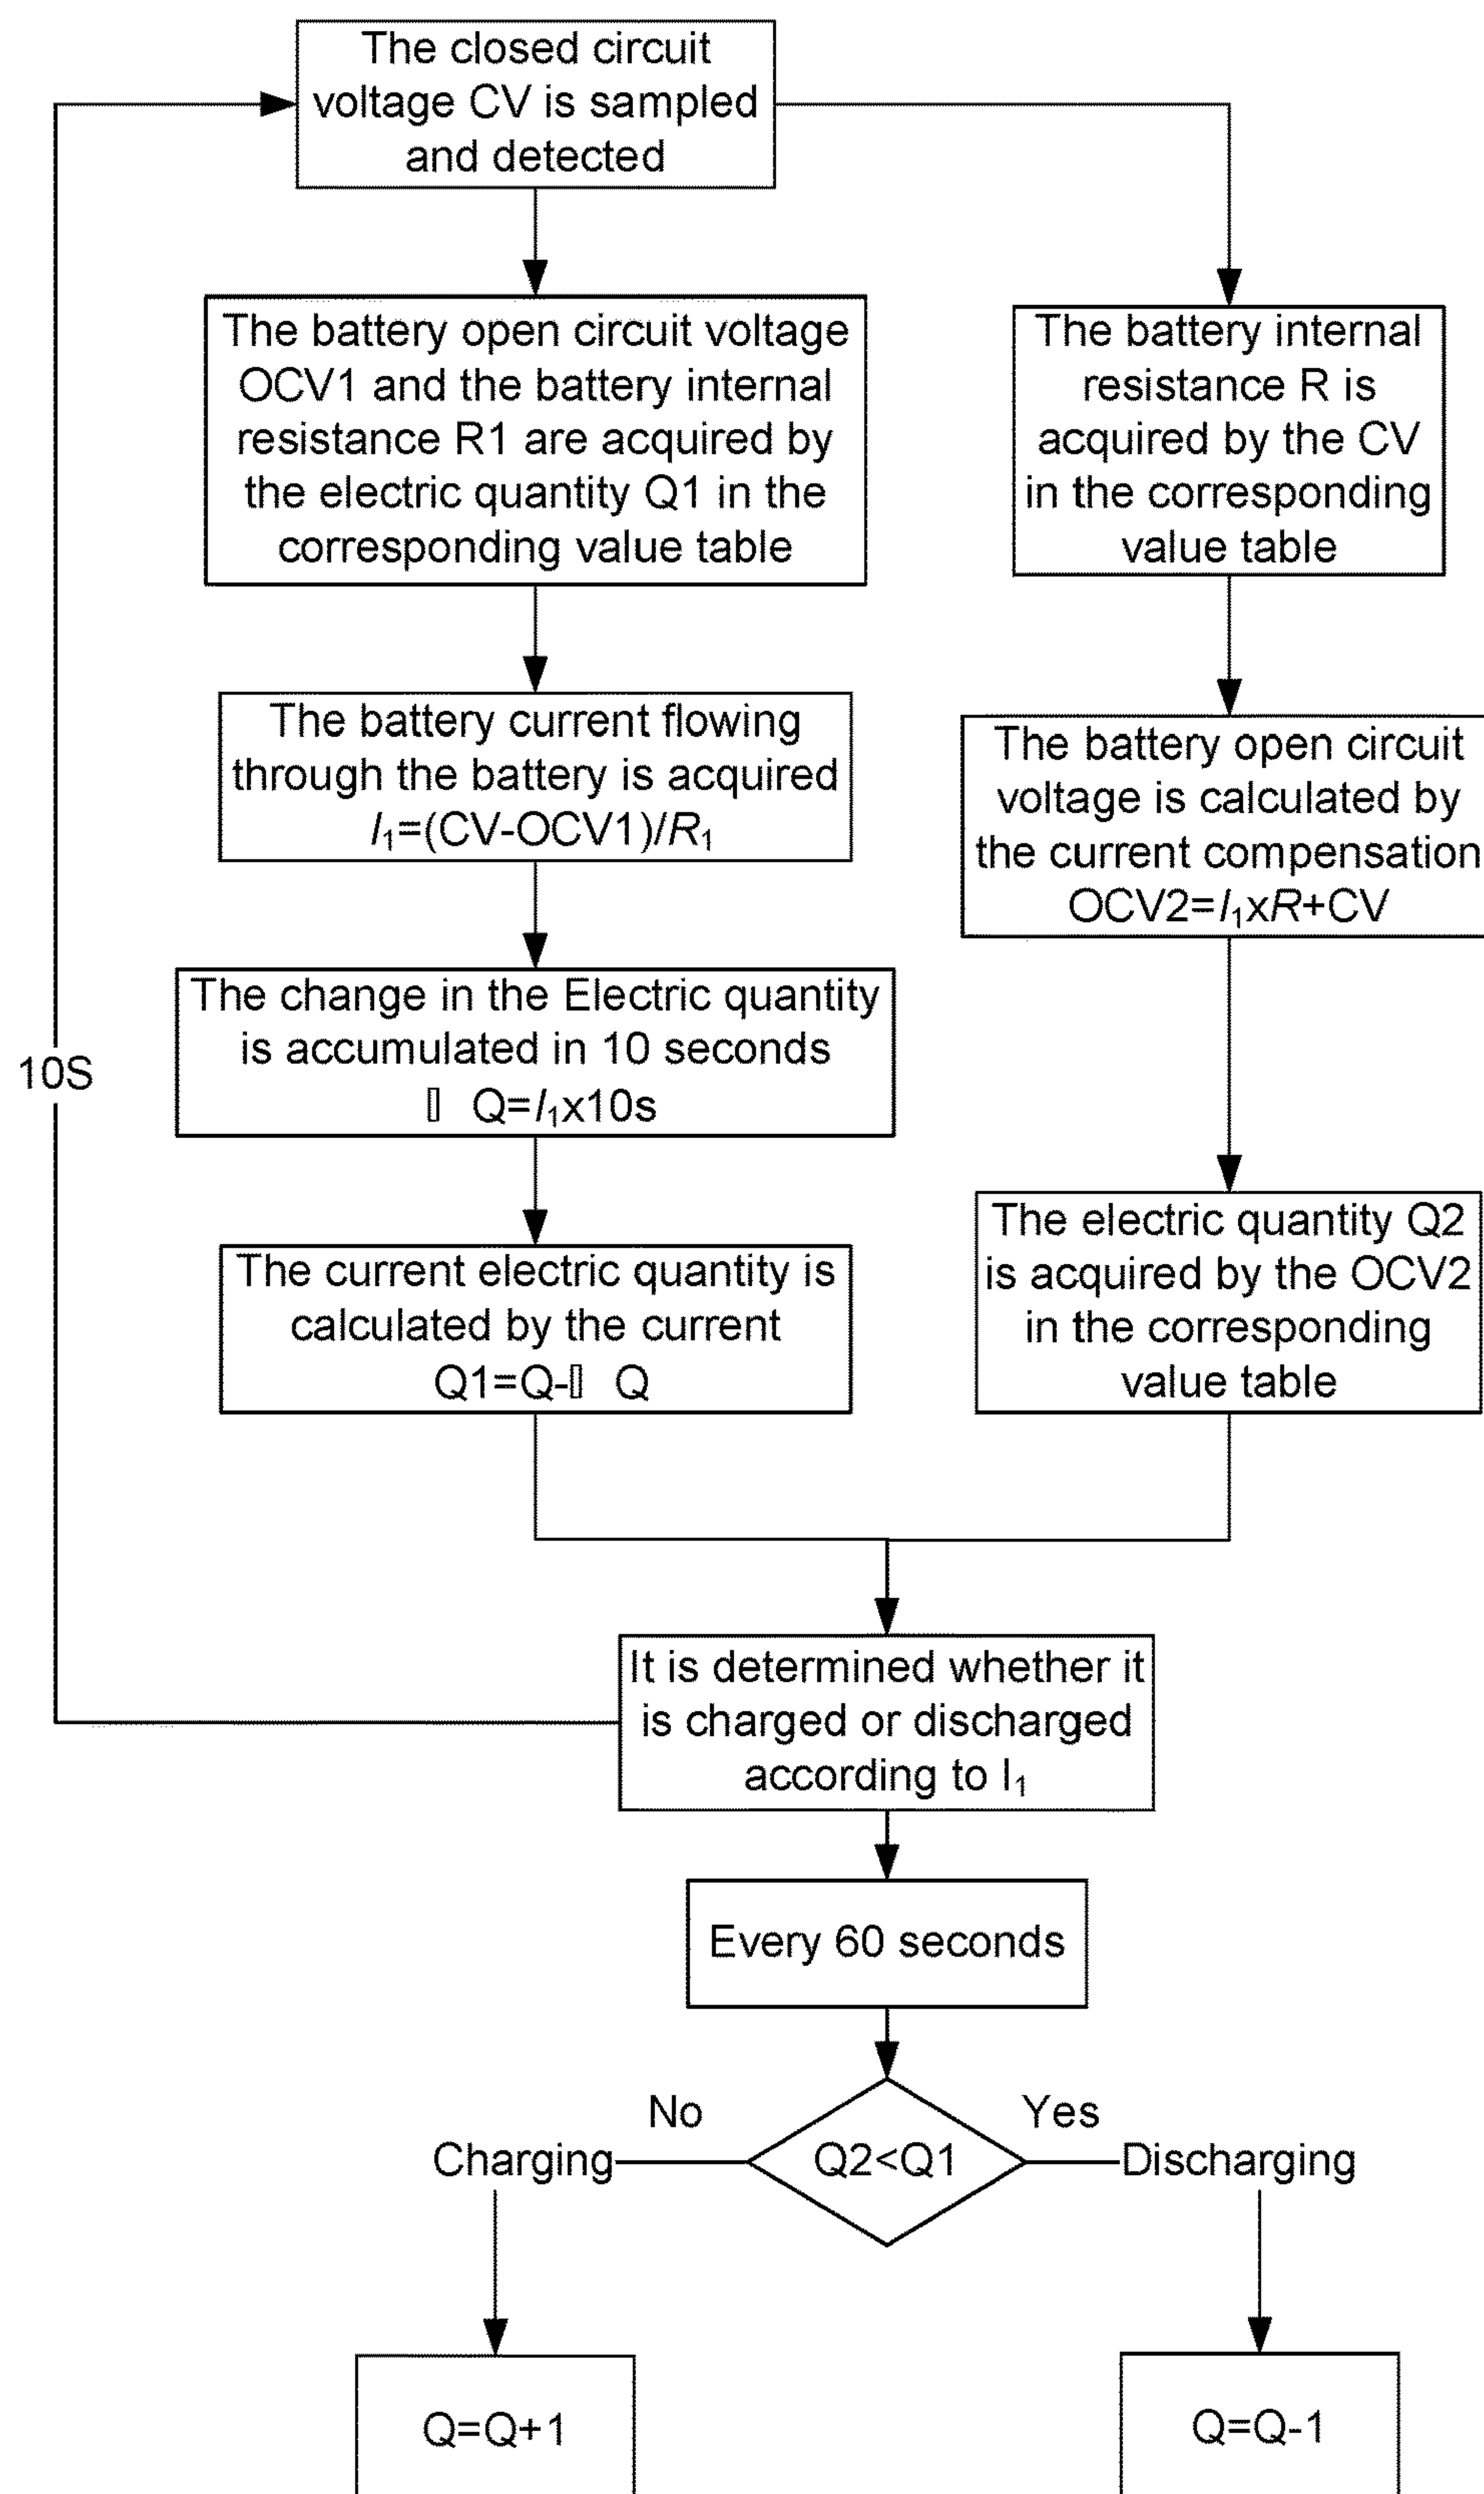 The closed circuit
voltage CV is sampled
and detected
The battery open circuit voltage
OCV1 and the battery internal
resistance R1 are acquired by
the electric quantity Q1 in the
corresponding value table
The battery internal
resistance R is
acquired by the CV
in the corresponding
value table
The battery current flowing
through the battery is acquired
I₁=(CV-OCV1)/R₁
The battery open circuit
voltage is calculated by
the current compensation
OCV2=I₁xR+CV
The change in the Electric quantity
is accumulated in 10 seconds
▯ Q=I₁x10s
10S
The current electric quantity is
calculated by the current
Q1=Q-▯ Q
The electric quantity Q2
is acquired by the OCV2
in the corresponding
value table
It is determined whether it
is charged or discharged
according to I₁
Every 60 seconds
No
Yes
Charging
Q2<Q1
Discharging
Q=Q+1
Q=Q-1